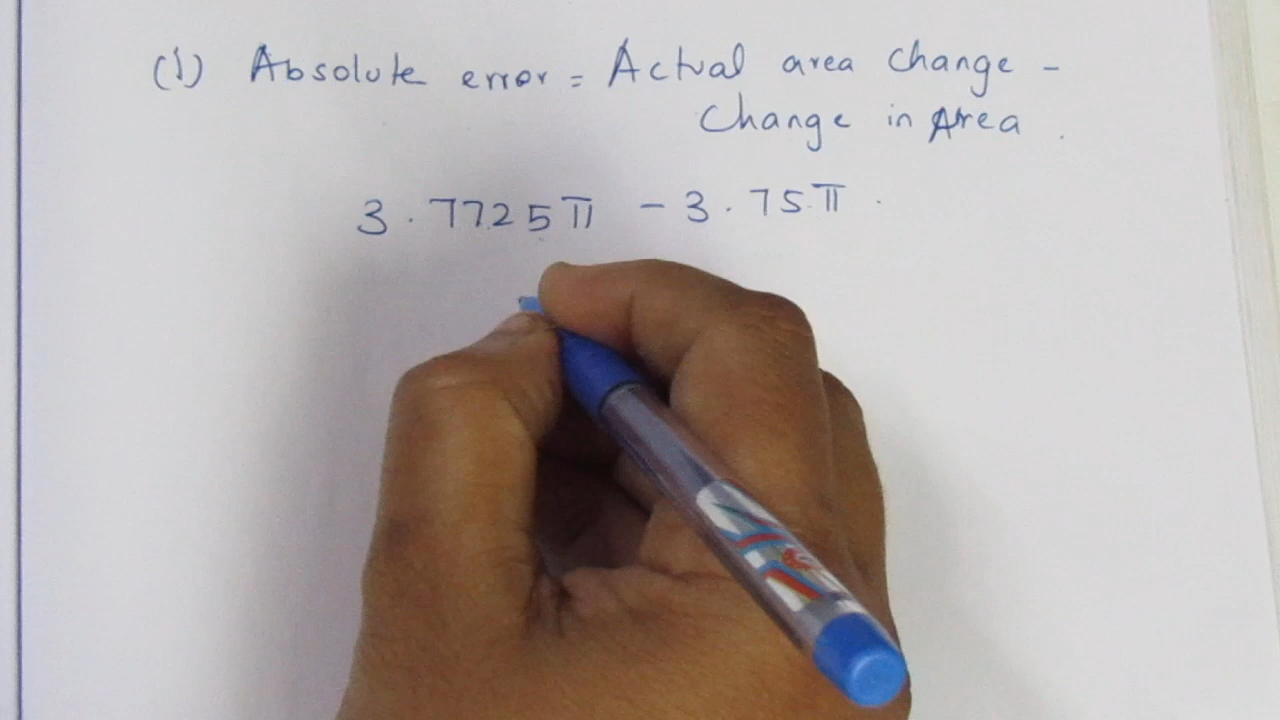 (1) Absolute error = Actual area change -
Change in Area.
3.7725π - 3.75π.